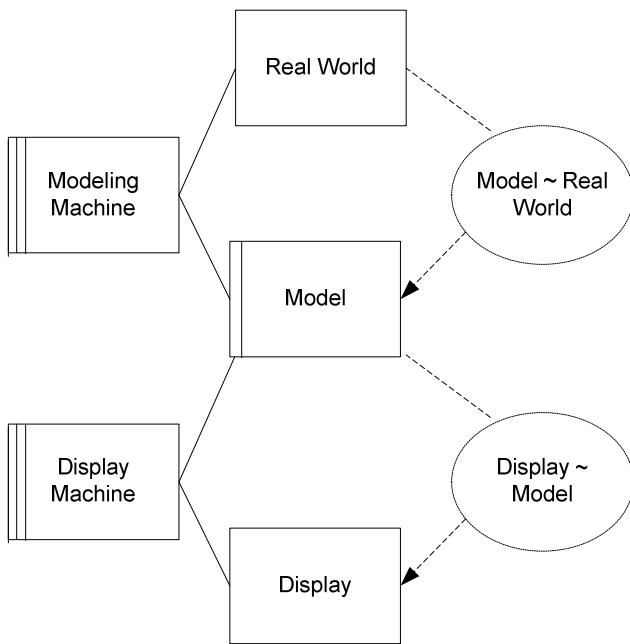 Real World
Modeling
Machine
Model ~ Real
World
Model
Display
Machine
Display ~
Model
Display